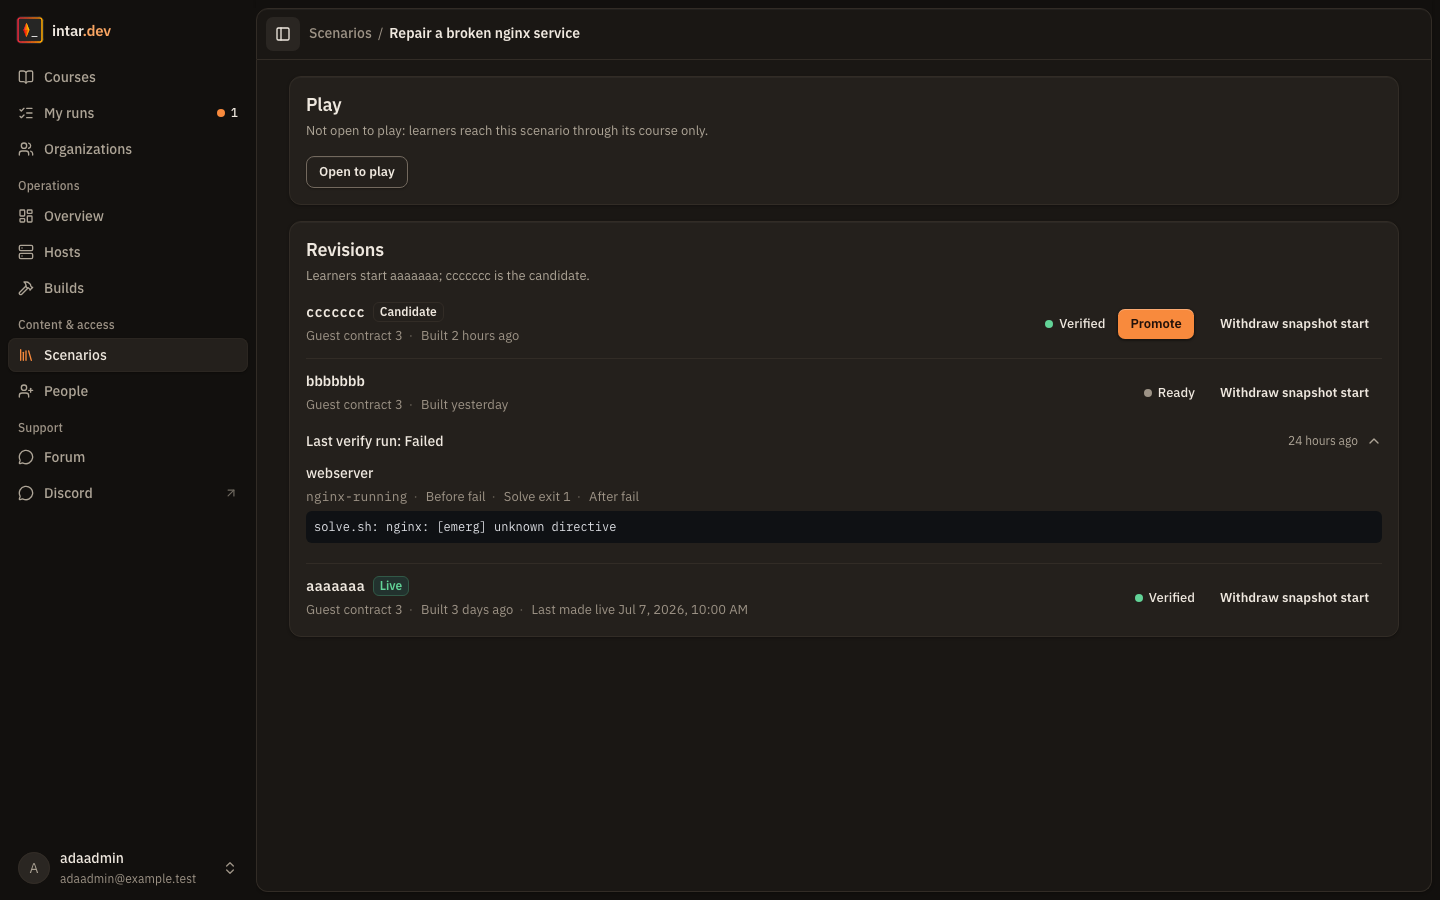 intar.dev
Courses
My runs 1
Organizations
Operations
Overview
Hosts
Builds
Content & access
Scenarios
People
Support
Forum
Discord
A
adaadmin
adaadmin@example.test
Scenarios / Repair a broken nginx service
Play
Not open to play: learners reach this scenario through its course only.
Open to play
Revisions
Learners start aaaaaaa; ccccccc is the candidate.
ccccccc Candidate
Guest contract 3 · Built 2 hours ago
Verified Promote Withdraw snapshot start
bbbbbbb
Guest contract 3 · Built yesterday
Ready Withdraw snapshot start
Last verify run: Failed 24 hours ago
webserver
nginx-running · Before fail · Solve exit 1 · After fail
solve.sh: nginx: [emerg] unknown directive
aaaaaaa Live
Guest contract 3 · Built 3 days ago · Last made live Jul 7, 2026, 10:00 AM
Verified Withdraw snapshot start